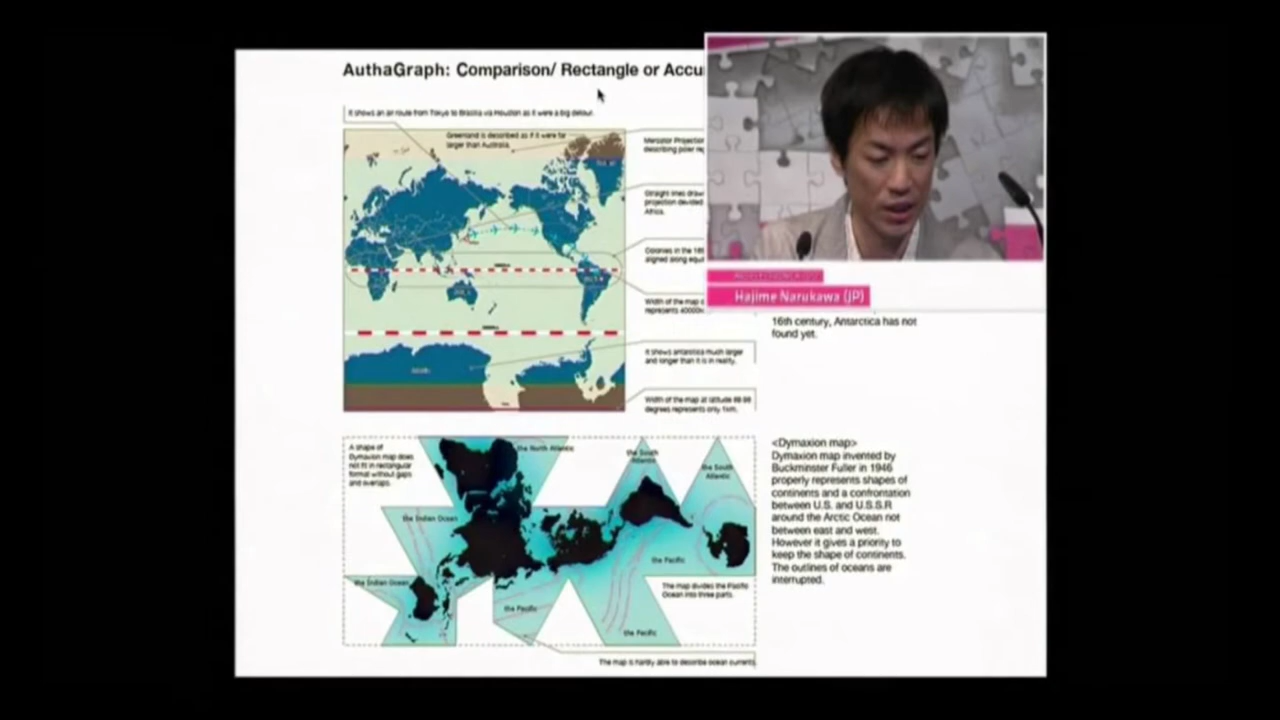 AuthaGraph: Comparison/ Rectangle or Accu
It shows an air route from Tokyo to Brasilia via Houston as it were a big detour.
Greenland is described as if it were far
larger than Australia.
Mercator Projection
describing polar
Straight lines
projection devided
Africa.
Colonies in the
aligned along
Width of the map
represents
It shows antarctica much larger
and longer than it is in reality.
Width of the map at latitude
degrees represents only 1km.
Hajime Narukawa (JP)
16th century, Antarctica has not
found yet.
A shape of
Dymaxion map does
not fit in rectangular
format without gaps
and overlaps.
the North Atlantic
the South
Atlantic
the South
Atlantic
the Indian Ocean
the Pacific
the Indian Ocean
the Pacific
The map divides the Pacific
Ocean into three parts.
the Pacific
The map is hardly able to describe ocean currents
<Dymaxion map>
Dymaxion map invented by
Buckminster Fuller in 1946
properly represents shapes of
continents and a confrontation
between U.S. and U.S.S.R
around the Arctic Ocean not
between east and west.
However it gives a priority to
keep the shape of continents.
The outlines of oceans are
interrupted.